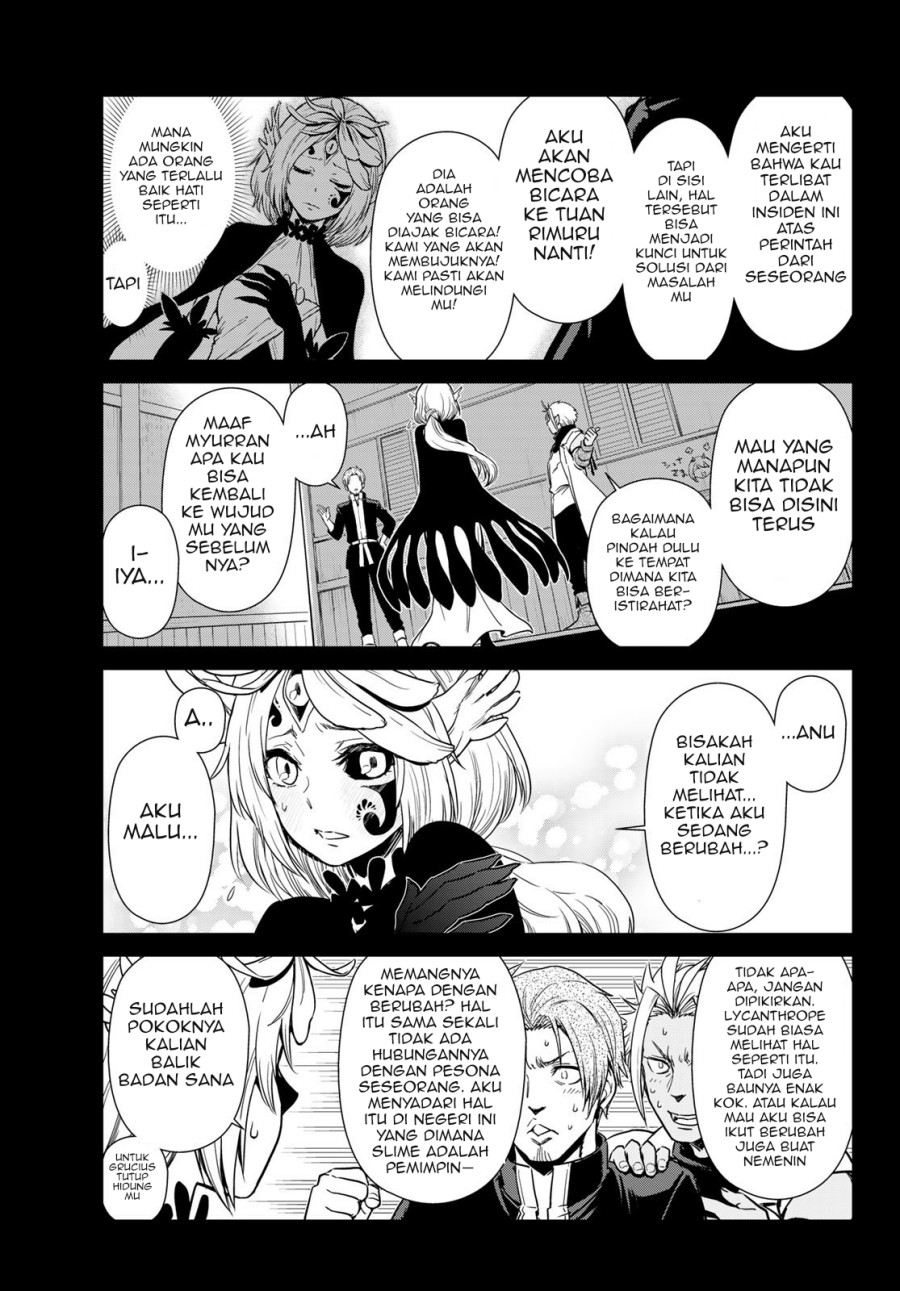 AKU
MENGERTI
BAHWA KAU
TERLIBAT
DALAM
INSIDEN INI
ATAS
PERINTAH
DARI
SESEORANG
TAPI
DI SISI
LAIN, HAL
TERSEBUT
BISA
MENJADI
KUNCI UNTUK
SOLUSI DARI
MASALAH
MU
AKU
AKAN
MENCOBA
BICARA
KE TUAN
RIMURU
NANTI!
DIA
ADALAH
ORANG
YANG BISA
DIAJAK BICARA!
KAMI YANG AKAN
MEMBUJUKNYA!
KAMI PASTI AKAN
MELINDUNGI
MU!
MANA
MUNGKIN
ADA ORANG
YANG TERLALU
BAIK HATI
SEPERTI
ITU...
TAPI
MAU YANG
MANAPUN
KITA TIDAK
BISA DISINI
TERUS
BAGAIMANA
KALAU
PINDAH DULU
KE TEMPAT
DIMANA KITA
BISA BER-
ISTIRAHAT?
...AH
MAAF
MYURRAN
APA KAU
BISA
KEMBALI
KE WUJUD
MU YANG
SEBELUM
NYA?
I-
IYA...
...ANU
BISAKAH
KALIAN
TIDAK
MELIHAT...
KETIKA AKU
SEDANG
BERUBAH...?
A..
AKU
MALU...
TIDAK APA-
APA, JANGAN
DIPIKIRKAN.
LYCANTHROPE
SUDAH BIASA
MELIHAT HAL
SEPERTI ITU.
TADI JUGA
BAUNYA ENAK
KOK. ATAU KALAU
MAU AKU BISA
IKUT BERUBAH
JUGA BUAT
NEMENIN
MEMANGNYA
KENAPA DENGAN
BERUBAH? HAL
ITU SAMA SEKALI
TIDAK ADA
HUBUNGANNYA
DENGAN PESONA
SESEORANG. AKU
MENYADARI HAL
ITU DI NEGERI INI
YANG DIMANA
SLIME ADALAH
PEMIMPIN—
SUDAHLAH
POKOKNYA
KALIAN
BALIK
BADAN SANA
UNTUK
GRUCIUS
TUTUP
HIDUNG
MU